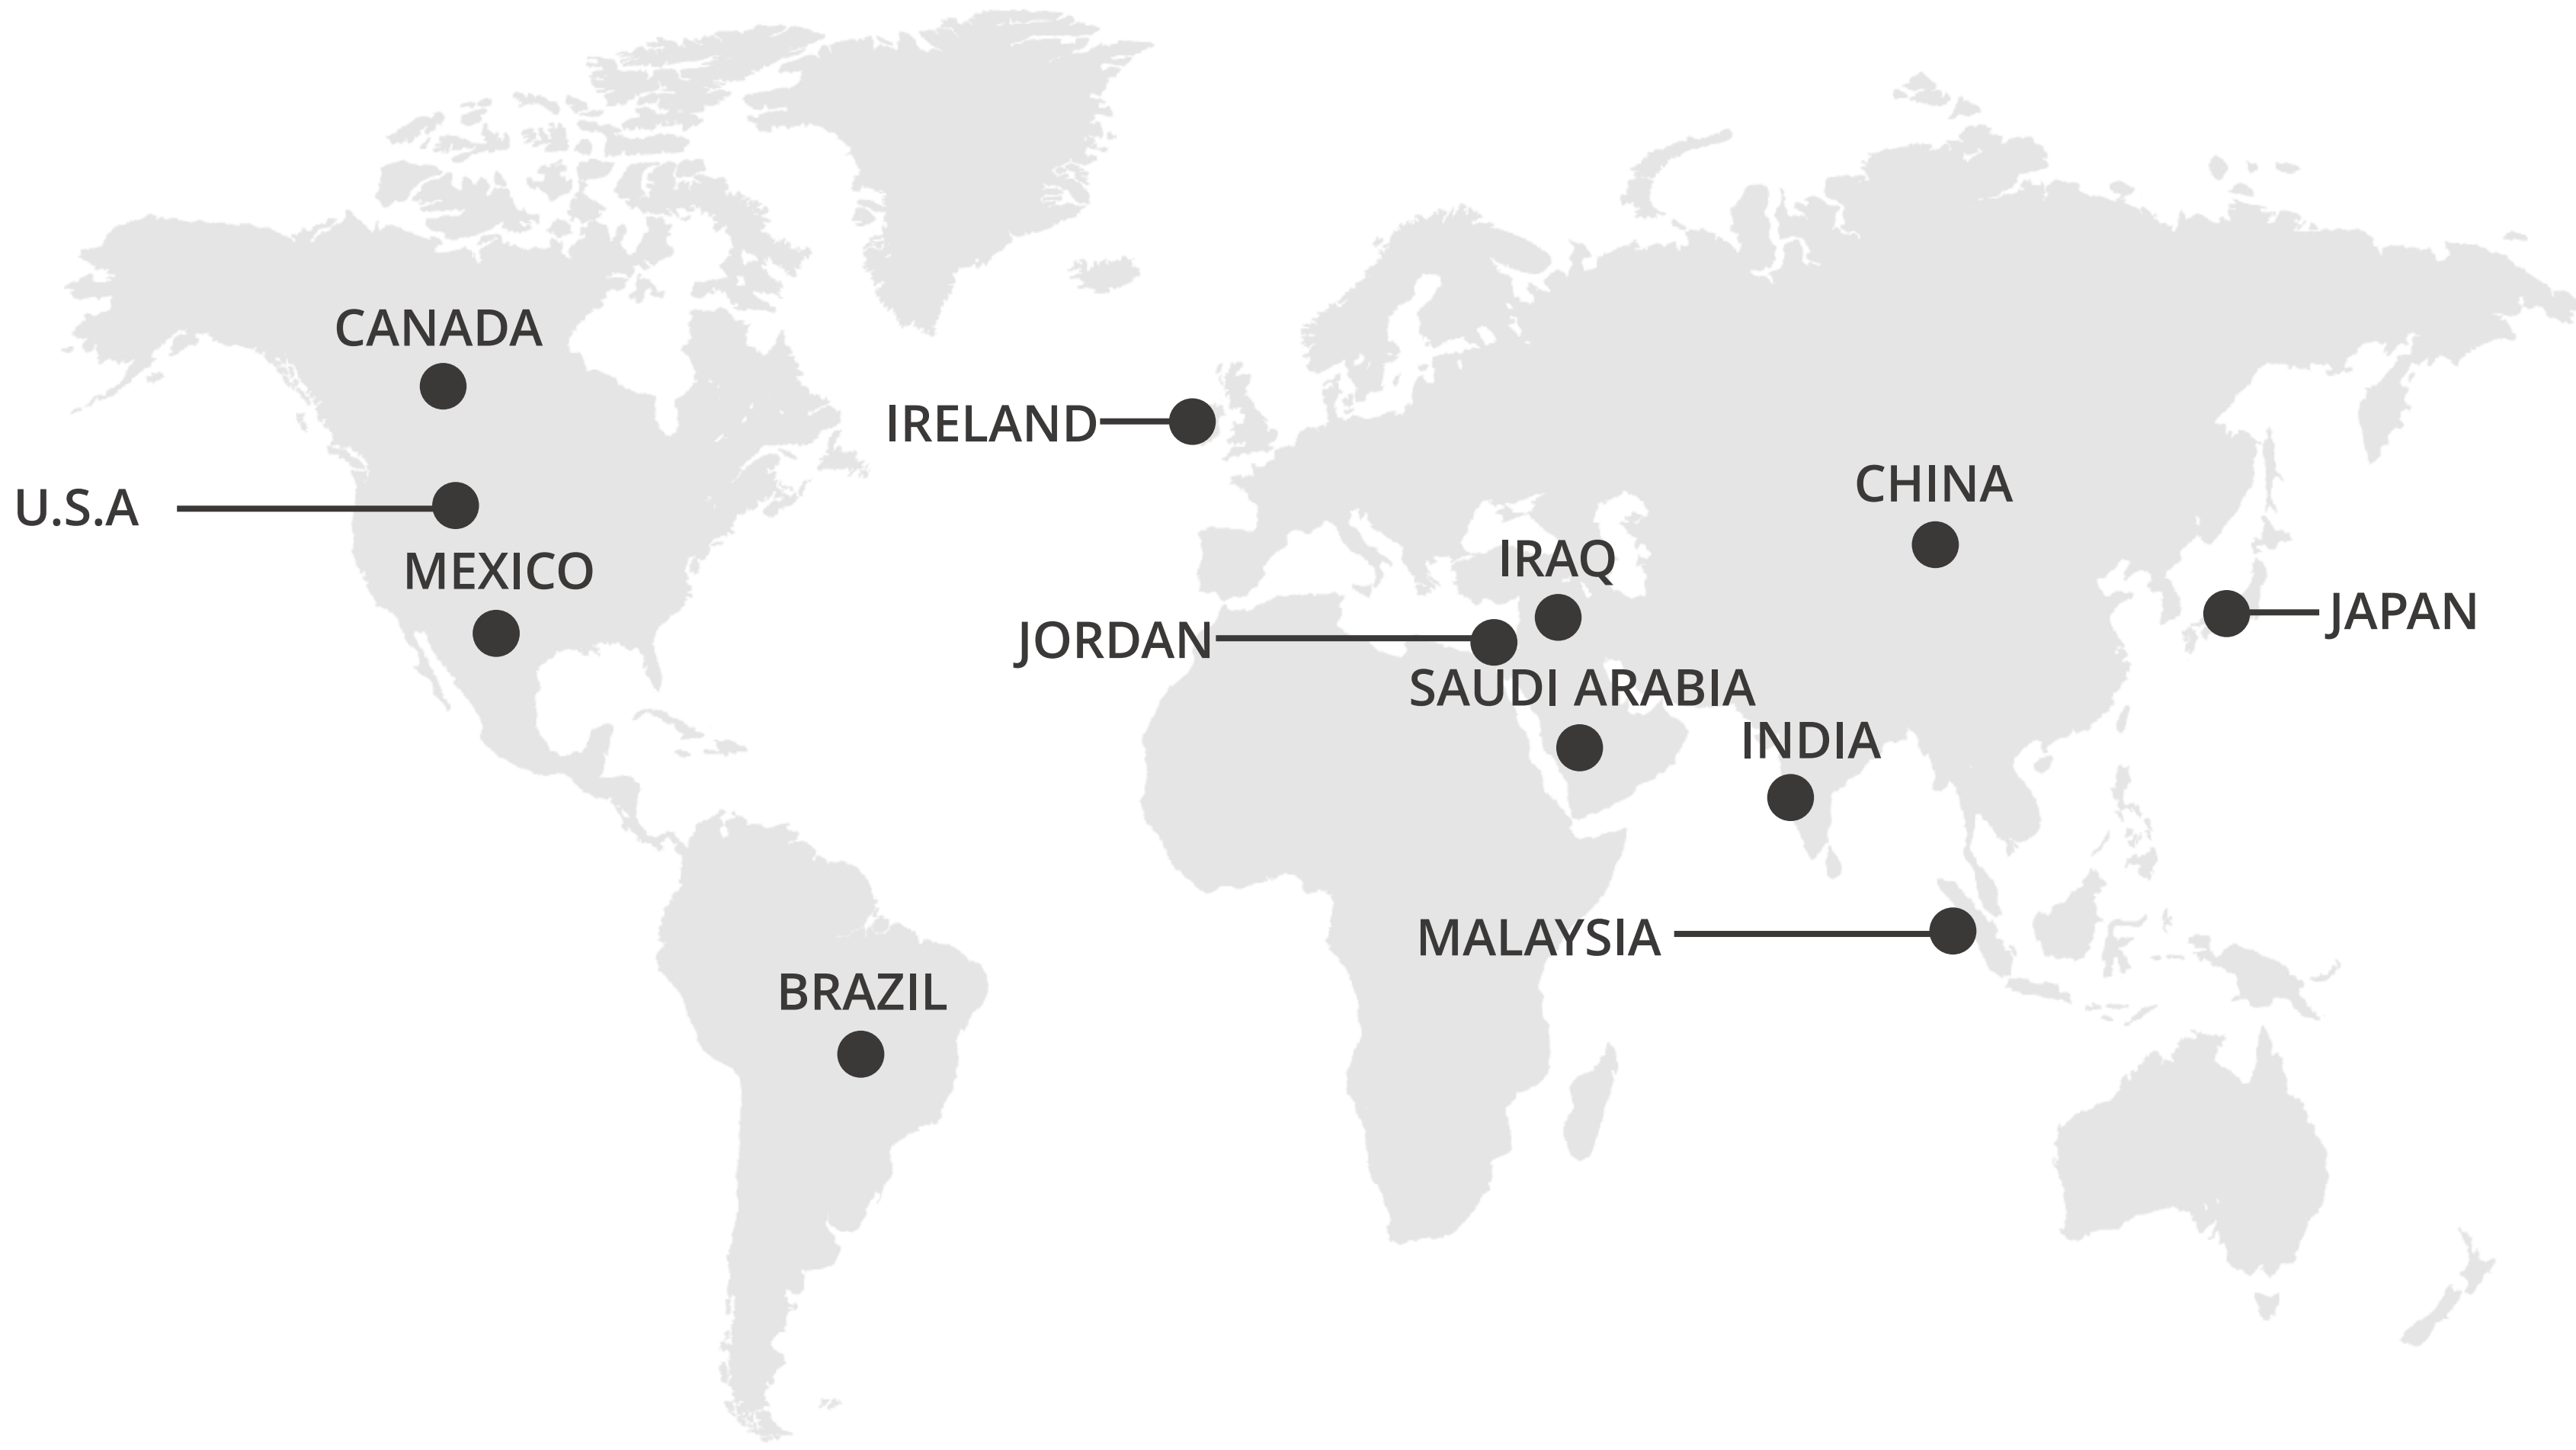 CANADA
IRELAND
CHINA
U.S.A
IRAQ
MEXICO
JAPAN
JORDAN
SAUDI ARABIA
INDIA
MALAYSIA
BRAZIL